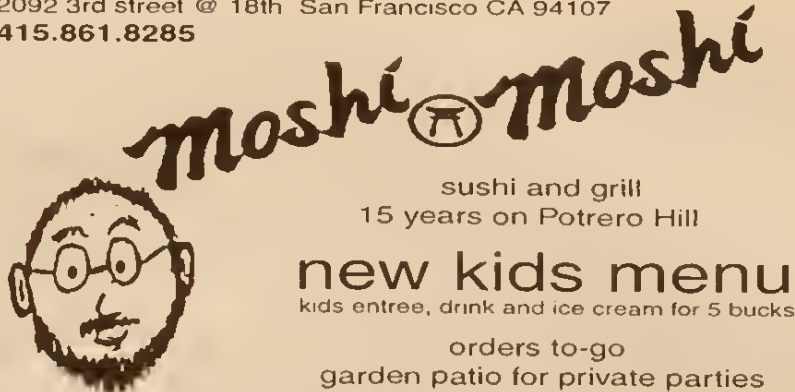 2092 3rd street @ 18th San Francisco CA 94107
415.861.8285
moshi moshi
sushi and grill
15 years on Potrero Hill
new kids menu
kids entree, drink and ice cream for 5 bucks
orders to-go
garden patio for private parties